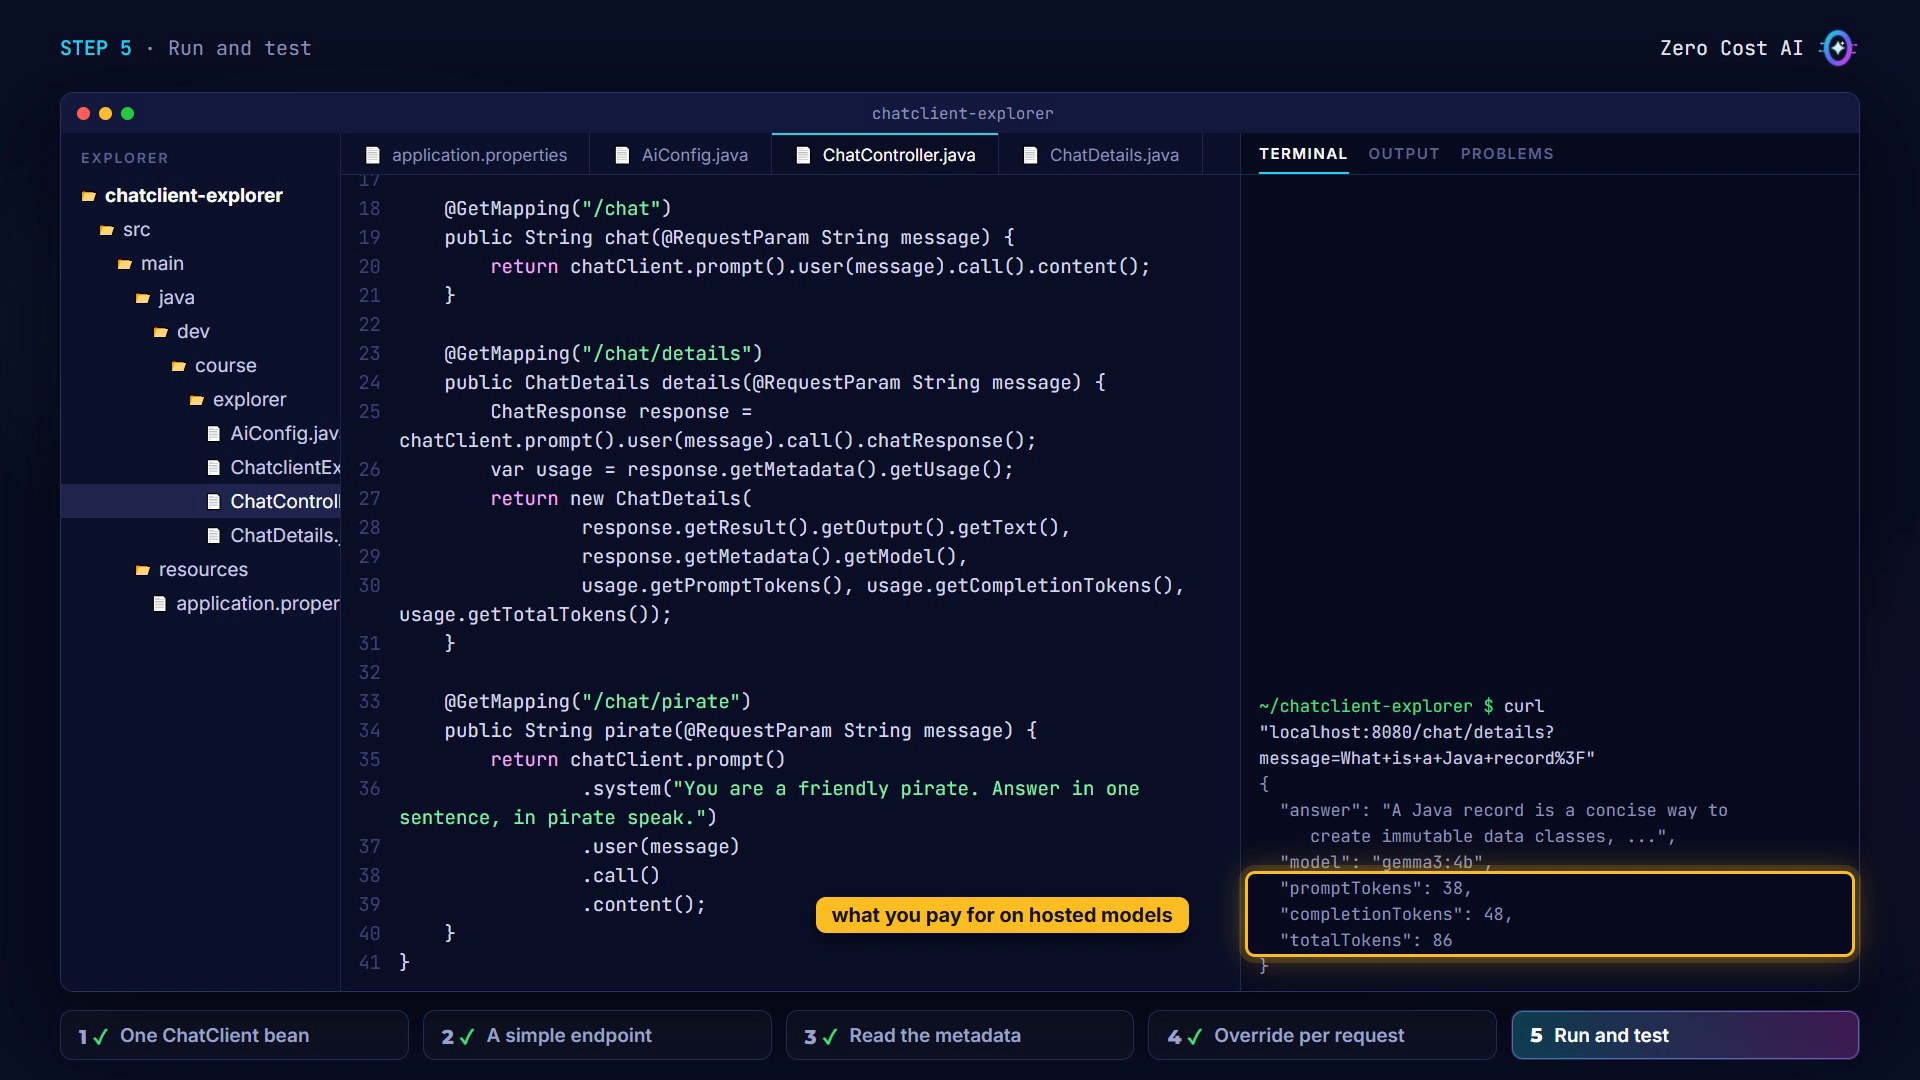 STEP 5 · Run and test
Zero Cost AI
chatclient-explorer
EXPLORER
chatclient-explorer
src
main
java
dev
course
explorer
AiConfig.jav
ChatclientEx
ChatControll
ChatDetails.
resources
application.proper
application.properties
AiConfig.java
ChatController.java
ChatDetails.java
17
18 @GetMapping("/chat")
19 public String chat(@RequestParam String message) {
20 return chatClient.prompt().user(message).call().content();
21 }
22
23 @GetMapping("/chat/details")
24 public ChatDetails details(@RequestParam String message) {
25 ChatResponse response =
chatClient.prompt().user(message).call().chatResponse();
26 var usage = response.getMetadata().getUsage();
27 return new ChatDetails(
28 response.getResult().getOutput().getText(),
29 response.getMetadata().getModel(),
30 usage.getPromptTokens(), usage.getCompletionTokens(),
usage.getTotalTokens());
31 }
32
33 @GetMapping("/chat/pirate")
34 public String pirate(@RequestParam String message) {
35 return chatClient.prompt()
36 .system("You are a friendly pirate. Answer in one
sentence, in pirate speak.")
37 .user(message)
38 .call()
39 .content();
40 }
41 }
what you pay for on hosted models
TERMINAL OUTPUT PROBLEMS
~/chatclient-explorer $ curl
"localhost:8080/chat/details?
message=What+is+a+Java+record%3F"
{
"answer": "A Java record is a concise way to
create immutable data classes, ...",
"model": "gemma3:4b",
"promptTokens": 38,
"completionTokens": 48,
"totalTokens": 86
}
1 ✓ One ChatClient bean
2 ✓ A simple endpoint
3 ✓ Read the metadata
4 ✓ Override per request
5 Run and test